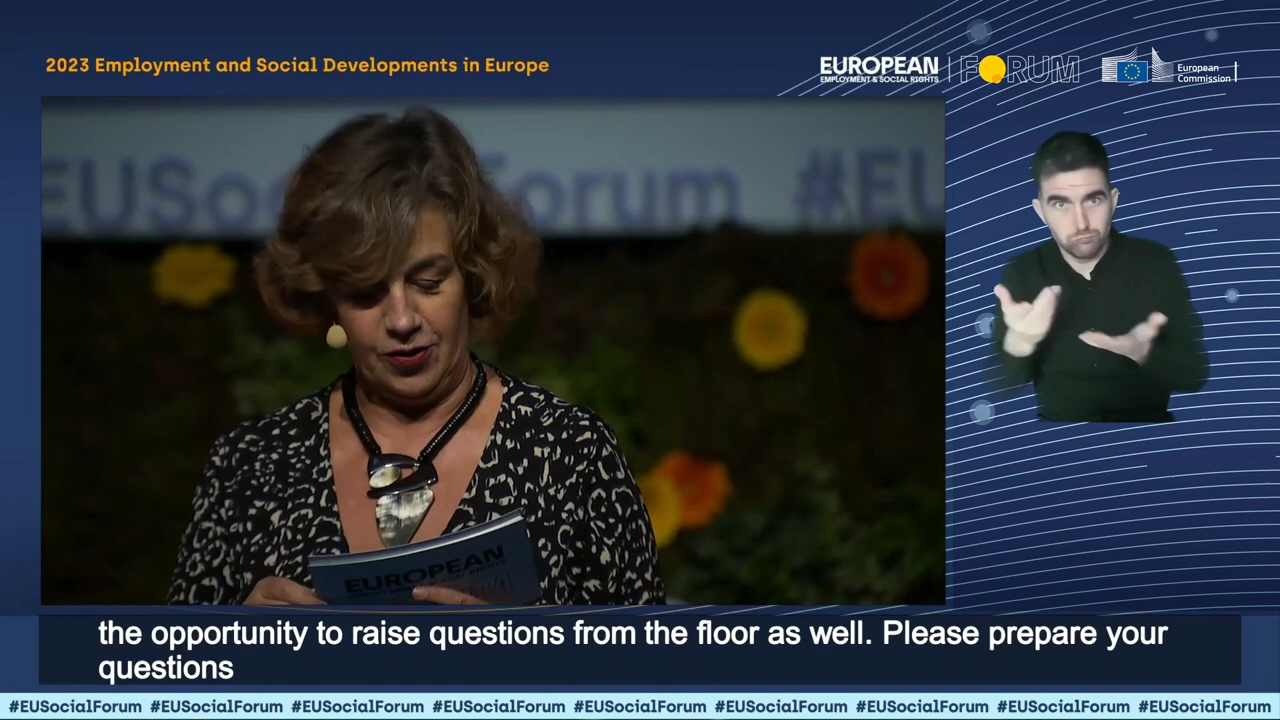 2023 Employment and Social Developments in Europe
EUROPEAN
EMPLOYMENT & SOCIAL RIGHTS
FORUM
European
Commission
EUSocialForum #EU
EUROPEAN
the opportunity to raise questions from the floor as well. Please prepare your
questions
#EUSocialForum #EUSocialForum #EUSocialForum #EUSocialForum #EUSocialForum #EUSocialForum #EUSocialForum #EUSocialForum #EUSocialForum